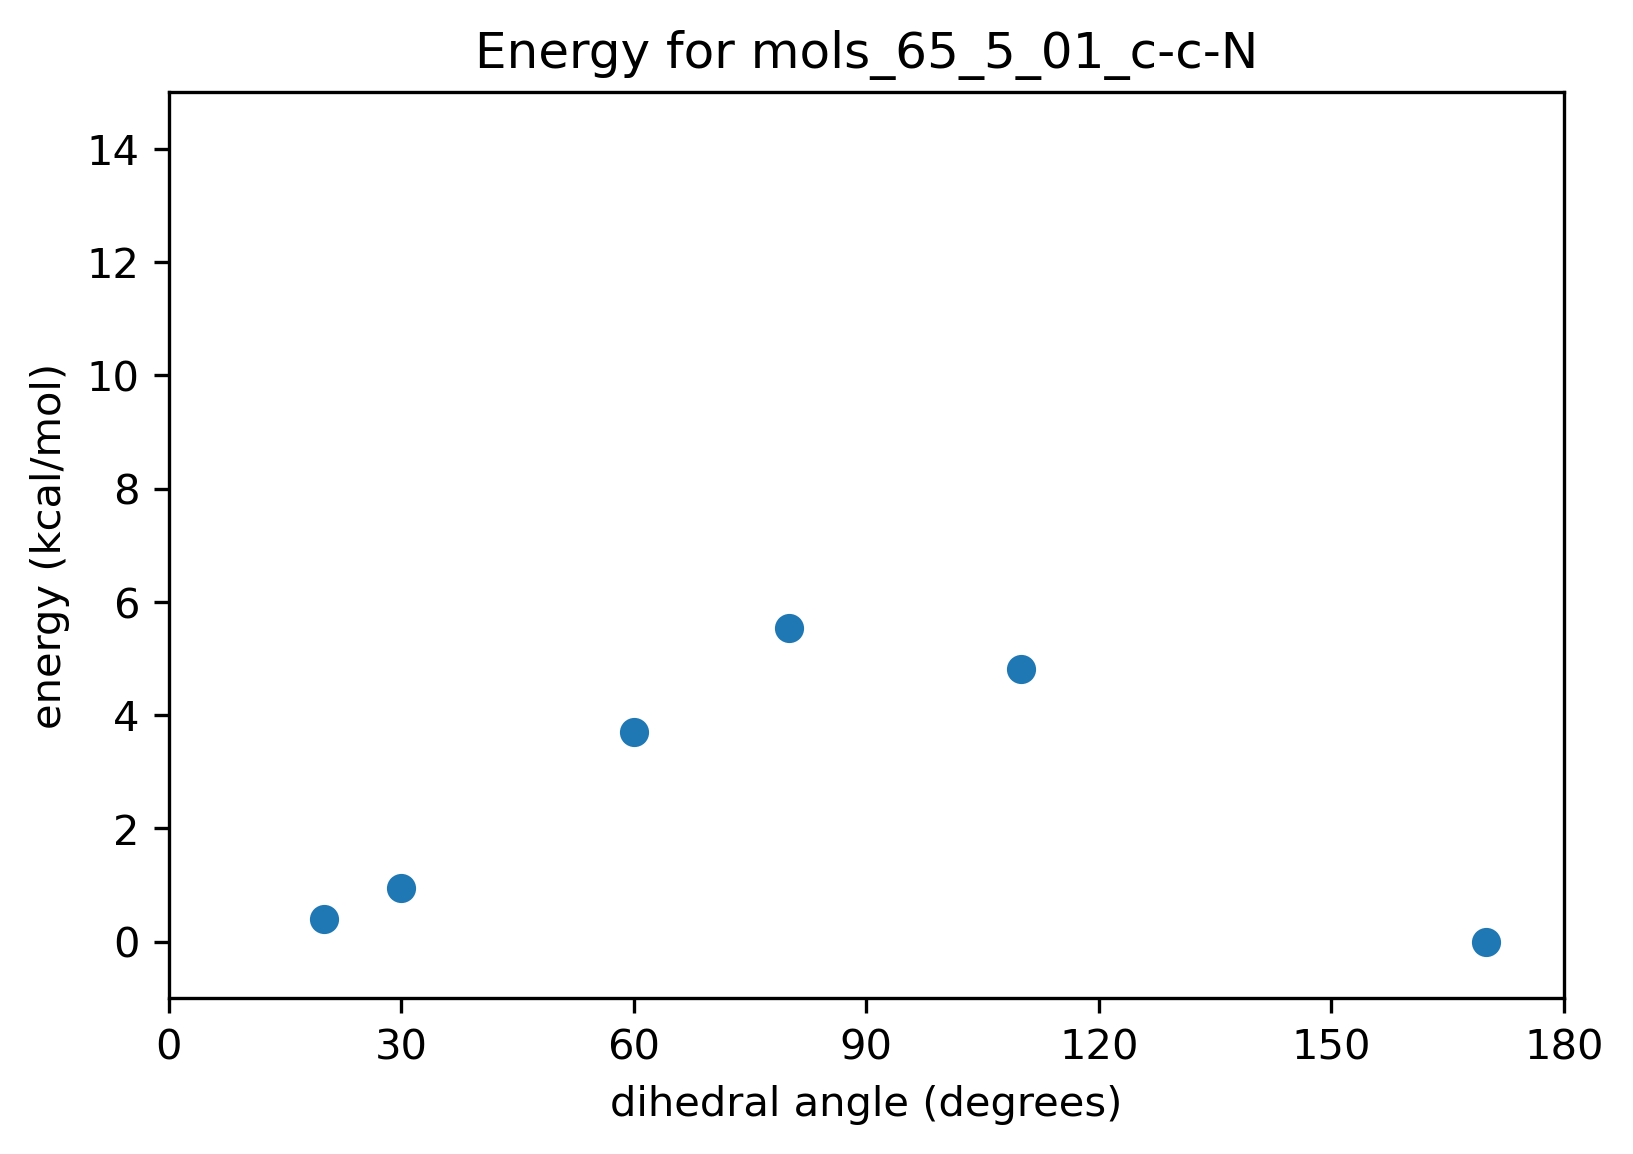 Energy for mols_65_5_01_c-c-N
14
12
10
8
6
4
2
0
energy (kcal/mol)
0 30 60 90 120 150 180
dihedral angle (degrees)